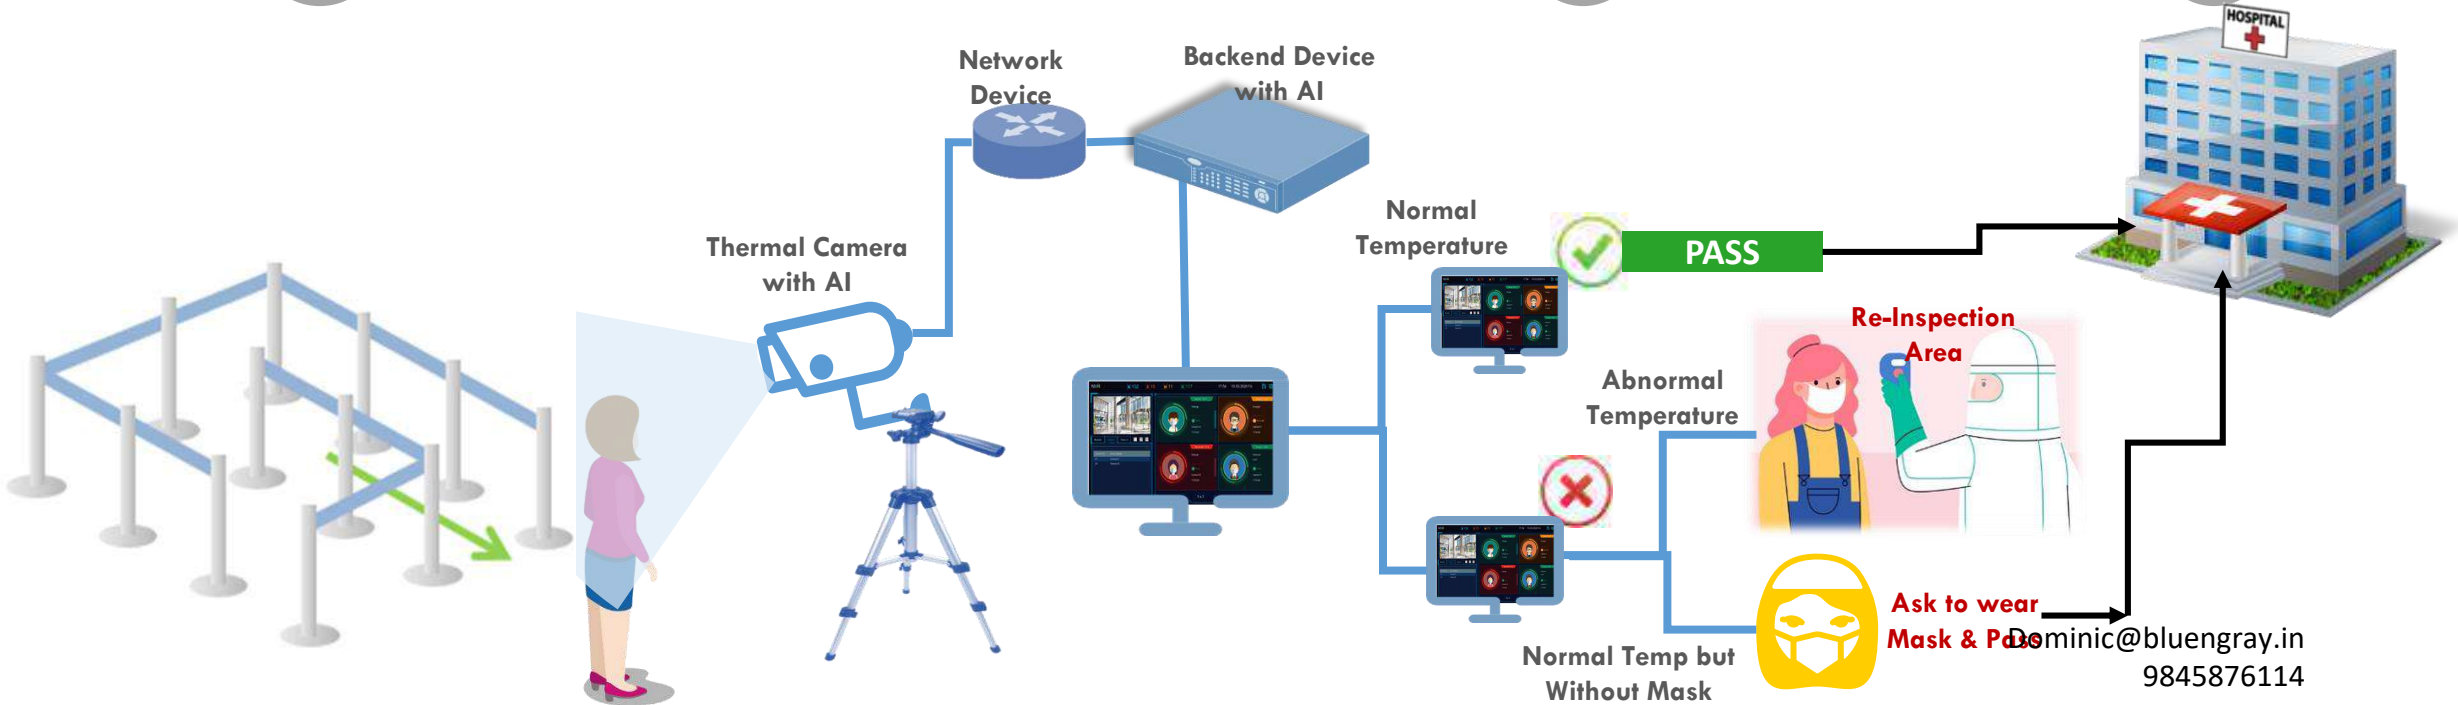 HOSPITAL
Network
Device
Backend Device
with AI
Thermal Camera
with AI
Normal
Temperature
PASS
Re-Inspection
Area
Abnormal
Temperature
Ask to wear
Mask & Pass
Dominic@bluengray.in
9845876114
Normal Temp but
Without Mask